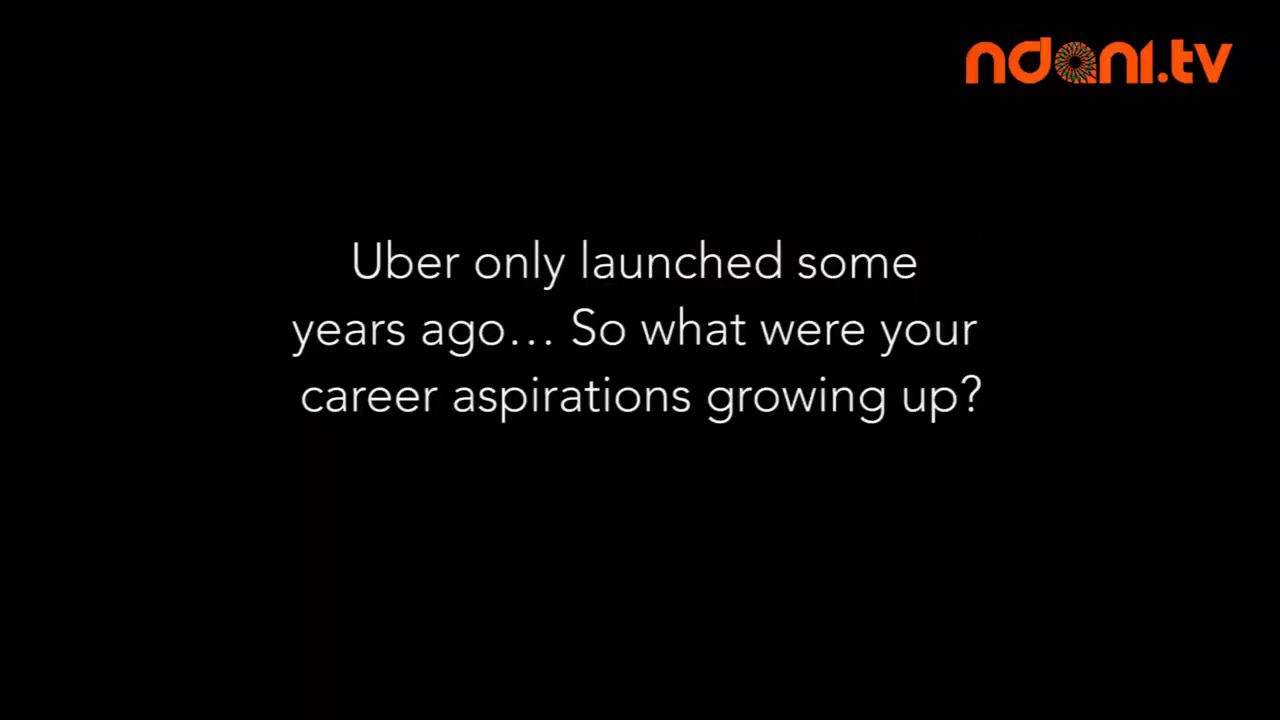 ndani.tv
Uber only launched some
years ago... So what were your
career aspirations growing up?